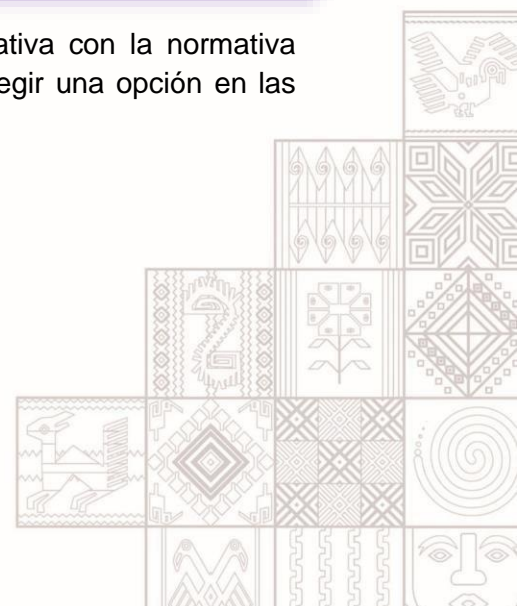 ativa con la normativa
egir una opción en las